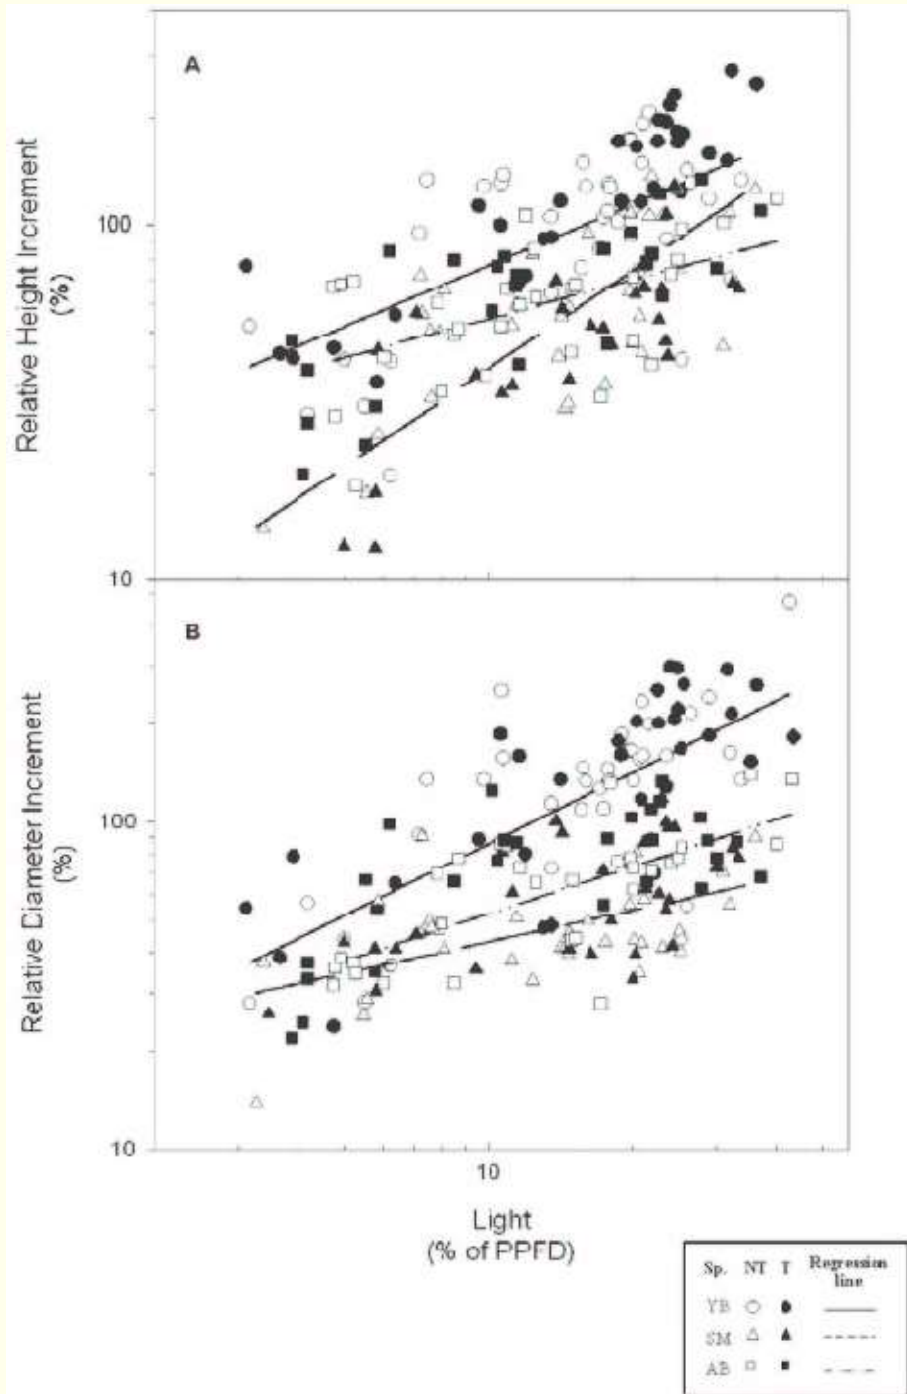 A
Relative Height Increment
(%)
100
10
B
Relative Diameter Increment
(%)
100
10
10
Light
(% of PPFD)
Sp. NT T Regression
line
YB
SM
AB